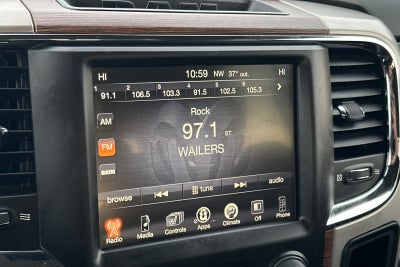 HI 10:59 NW 37° out. HI
1 2 3 4 5 6
91.1 106.5 103.3 91.5 102.5 105.3
Rock
AM
97.1 ST
FM
WAILERS
SXM
browse tune audio
Radio Media Controls Apps Climate Off Phone